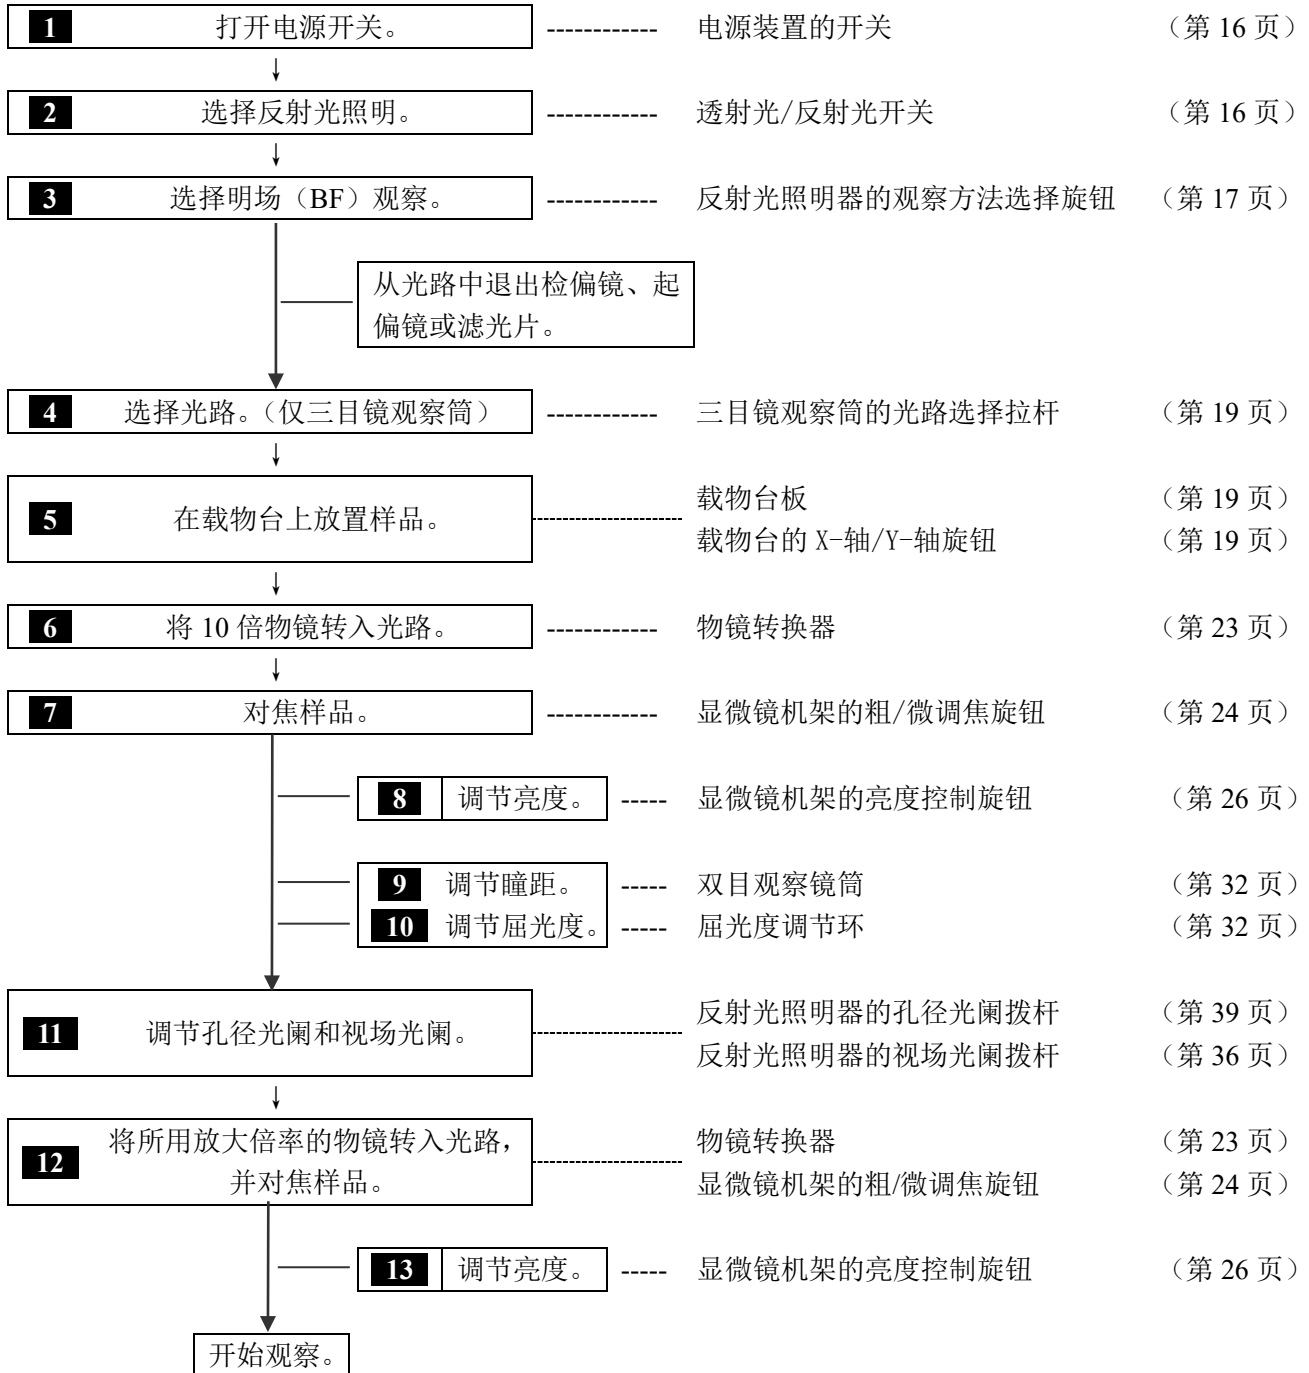 1 打开电源开关。 ------------ 电源装置的开关 （第 16 页）
↓
2 选择反射光照明。 ------------ 透射光/反射光开关 （第 16 页）
↓
3 选择明场（BF）观察。 ------------ 反射光照明器的观察方法选择旋钮 （第 17 页）
从光路中退出检偏镜、起
偏镜或滤光片。
4 选择光路。（仅三目镜观察筒） ------------ 三目镜观察筒的光路选择拉杆 （第 19 页）
↓
5 在载物台上放置样品。
载物台板 （第 19 页）
载物台的 X-轴/Y-轴旋钮 （第 19 页）
↓
6 将 10 倍物镜转入光路。 ------------ 物镜转换器 （第 23 页）
↓
7 对焦样品。 ------------ 显微镜机架的粗/微调焦旋钮 （第 24 页）
8 调节亮度。 ----- 显微镜机架的亮度控制旋钮 （第 26 页）
9 调节瞳距。 ----- 双目观察镜筒 （第 32 页）
10 调节屈光度。 ----- 屈光度调节环 （第 32 页）
11 调节孔径光阑和视场光阑。
反射光照明器的孔径光阑拨杆 （第 39 页）
反射光照明器的视场光阑拨杆 （第 36 页）
↓
12 将所用放大倍率的物镜转入光路，
并对焦样品。
物镜转换器 （第 23 页）
显微镜机架的粗/微调焦旋钮 （第 24 页）
13 调节亮度。 ----- 显微镜机架的亮度控制旋钮 （第 26 页）
开始观察。